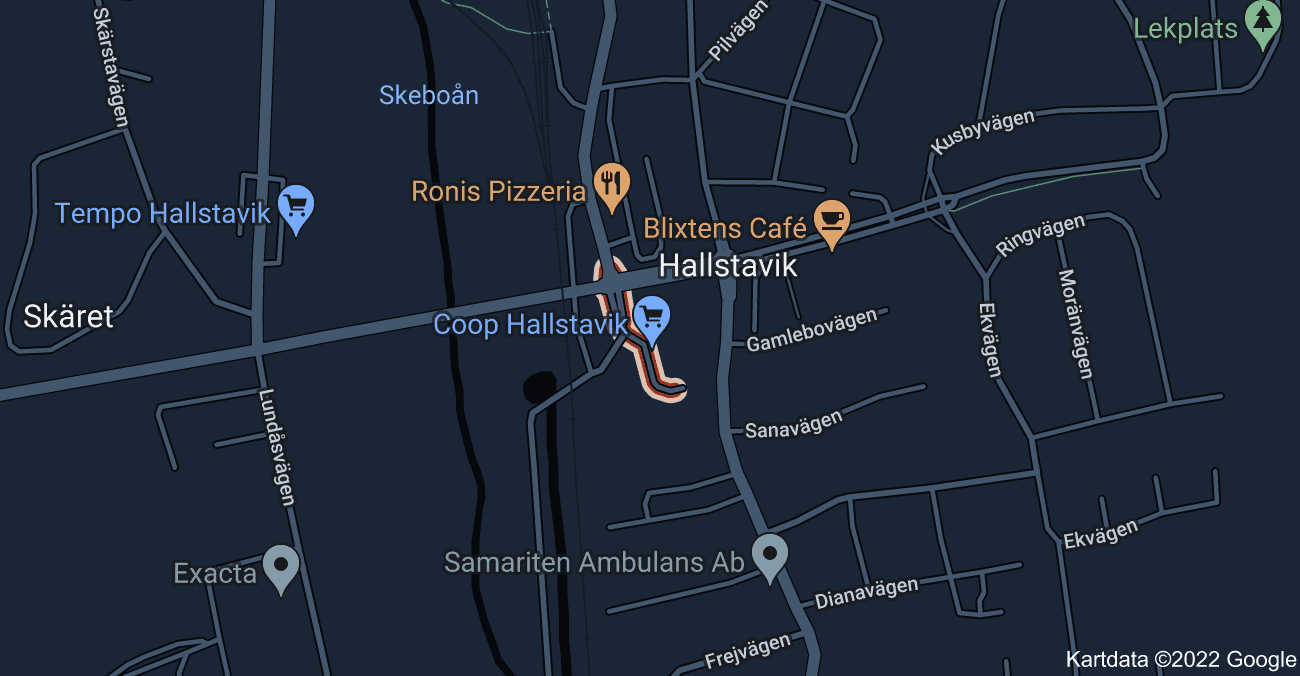 Skärstavägen
Pilvägen
Lekplats
Skeboån
Kusbyvägen
Ronis Pizzeria
Tempo Hallstavik
Blixtens Café
Ringvägen
Hallstavik
Moränvägen
Skäret
Coop Hallstavik
Gamlebovägen
Ekvägen
Sanavägen
Lundåsvägen
Ekvägen
Samariten Ambulans Ab
Exacta
Dianavägen
Frejvägen
Kartdata ©2022 Google